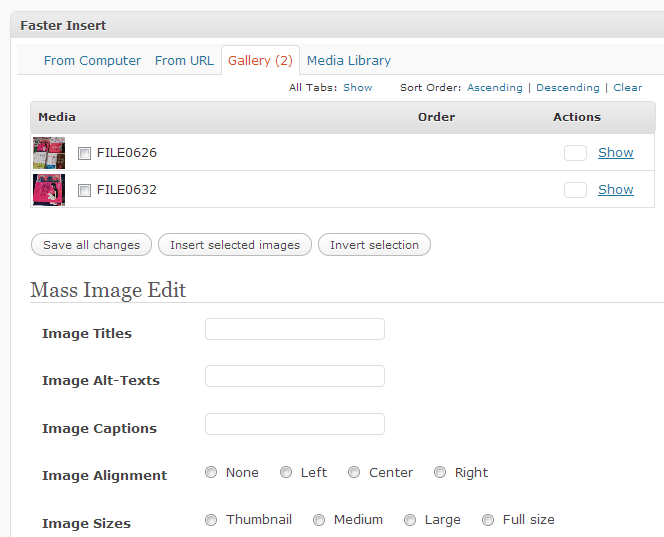 Faster Insert
From Computer From URL Gallery (2) Media Library
All Tabs: Show Sort Order: Ascending | Descending | Clear
Media Order Actions
FILE0626 Show
FILE0632 Show
Save all changes Insert selected images Invert selection
Mass Image Edit
Image Titles
Image Alt-Texts
Image Captions
Image Alignment None Left Center Right
Image Sizes Thumbnail Medium Large Full size